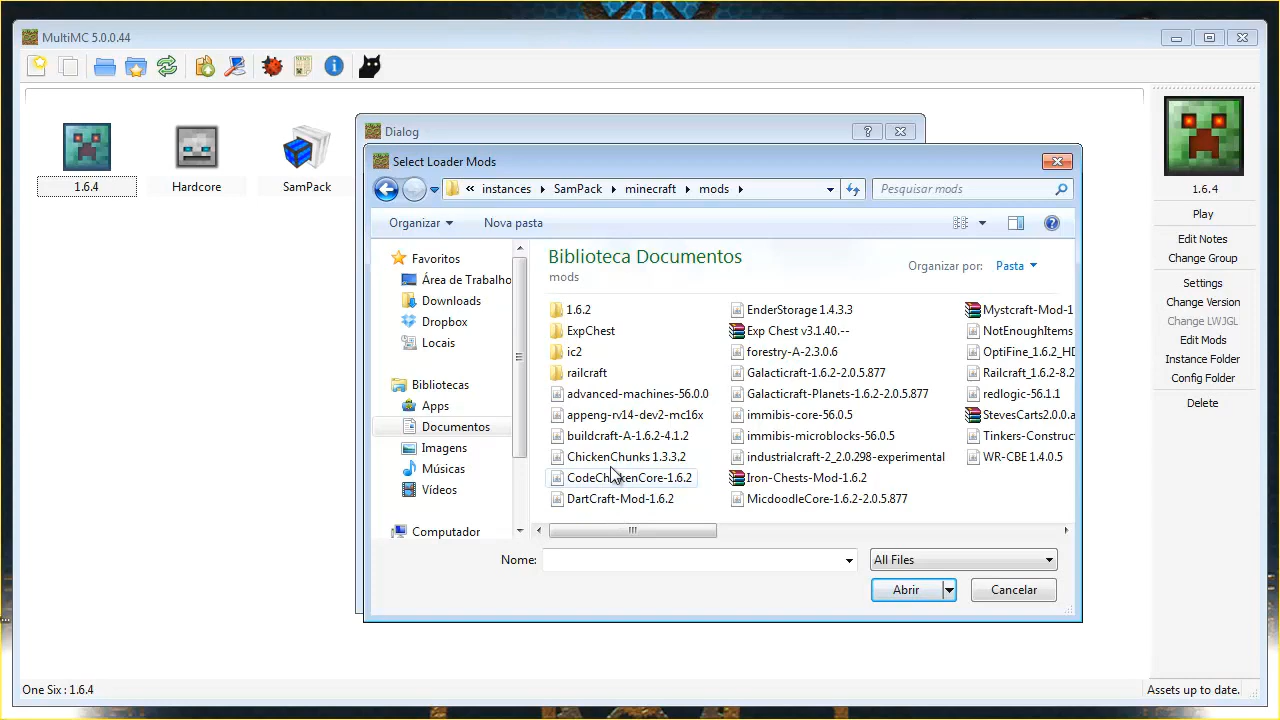 MultiMC 5.0.0.44
1.6.4
Hardcore
SamPack
Dialog
Select Loader Mods
instances
SamPack
minecraft
mods
Pesquisar mods
Organizar
Nova pasta
Favoritos
Área de Trabalho
Downloads
Dropbox
Locais
Bibliotecas
Apps
Documentos
Imagens
Músicas
Vídeos
Computador
Biblioteca Documentos
mods
Organizar por: Pasta
1.6.2
ExpChest
ic2
railcraft
advanced-machines-56.0.0
appeng-rv14-dev2-mc16x
buildcraft-A-1.6.2-4.1.2
ChickenChunks 1.3.3.2
CodeChickenCore-1.6.2
DartCraft-Mod-1.6.2
EnderStorage 1.4.3.3
Exp Chest v3.1.40.--
forestry-A-2.3.0.6
Galacticraft-1.6.2-2.0.5.877
Galacticraft-Planets-1.6.2-2.0.5.877
immibis-core-56.0.5
immibis-microblocks-56.0.5
industrialcraft-2_2.0.298-experimental
Iron-Chests-Mod-1.6.2
MicdoodleCore-1.6.2-2.0.5.877
Mystcraft-Mod-1
NotEnoughItems
OptiFine_1.6.2_HD
Railcraft_1.6.2-8.2
redlogic-56.1.1
StevesCarts2.0.0.a
Tinkers-Construc
WR-CBE 1.4.0.5
Nome:
All Files
Abrir
Cancelar
1.6.4
Play
Edit Notes
Change Group
Settings
Change Version
Change LWJGL
Edit Mods
Instance Folder
Config Folder
Delete
One Six : 1.6.4
Assets up to date.